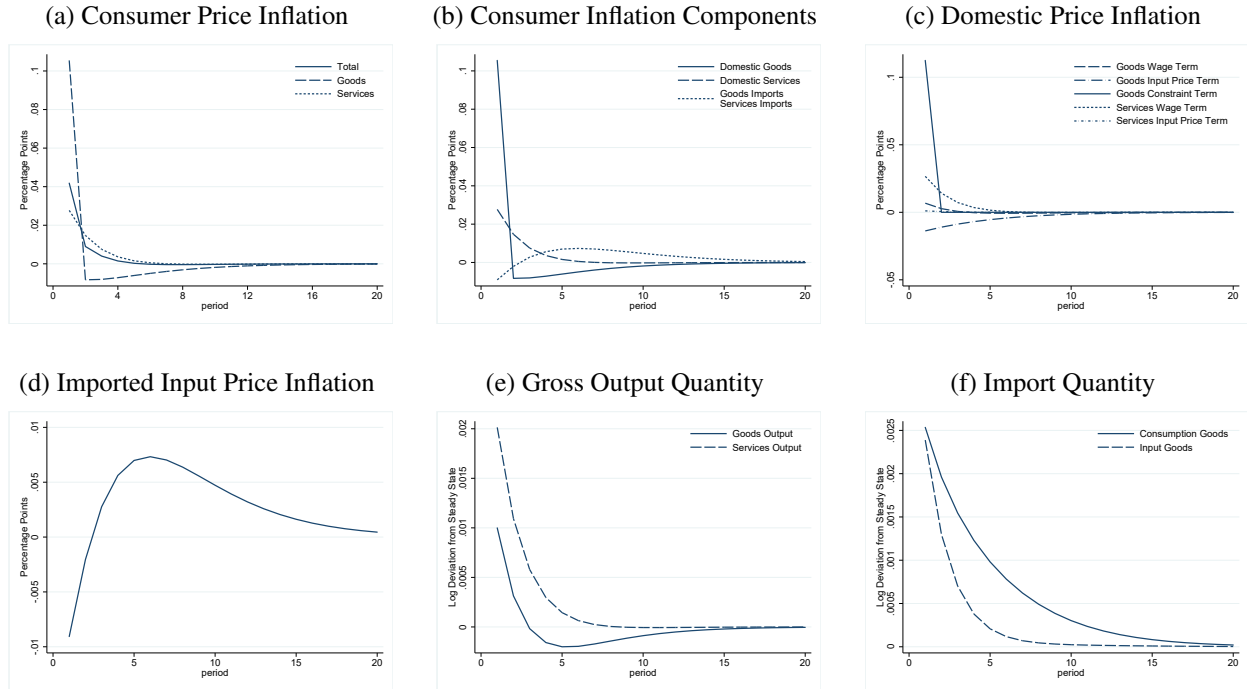 (a) Consumer Price Inflation
Percentage Points
.1
.08
.06
.04
.02
0
0 4 8 12 16 20
period
Total
Goods
Services
(b) Consumer Inflation Components
Percentage Points
.1
.08
.06
.04
.02
0
0 5 10 15 20
period
Domestic Goods
Domestic Services
Goods Imports
Services Imports
(c) Domestic Price Inflation
Percentage Points
.1
.05
0
-.05
0 5 10 15 20
period
Goods Wage Term
Goods Input Price Term
Goods Constraint Term
Services Wage Term
Services Input Price Term
(d) Imported Input Price Inflation
Percentage Points
.01
.005
0
-.005
-.01
0 5 10 15 20
period
(e) Gross Output Quantity
Log Deviation from Steady State
.002
.0015
.001
.0005
0
0 5 10 15 20
period
Goods Output
Services Output
(f) Import Quantity
Log Deviation from Steady State
.0025
.002
.0015
.001
.0005
0
0 5 10 15 20
period
Consumption Goods
Input Goods